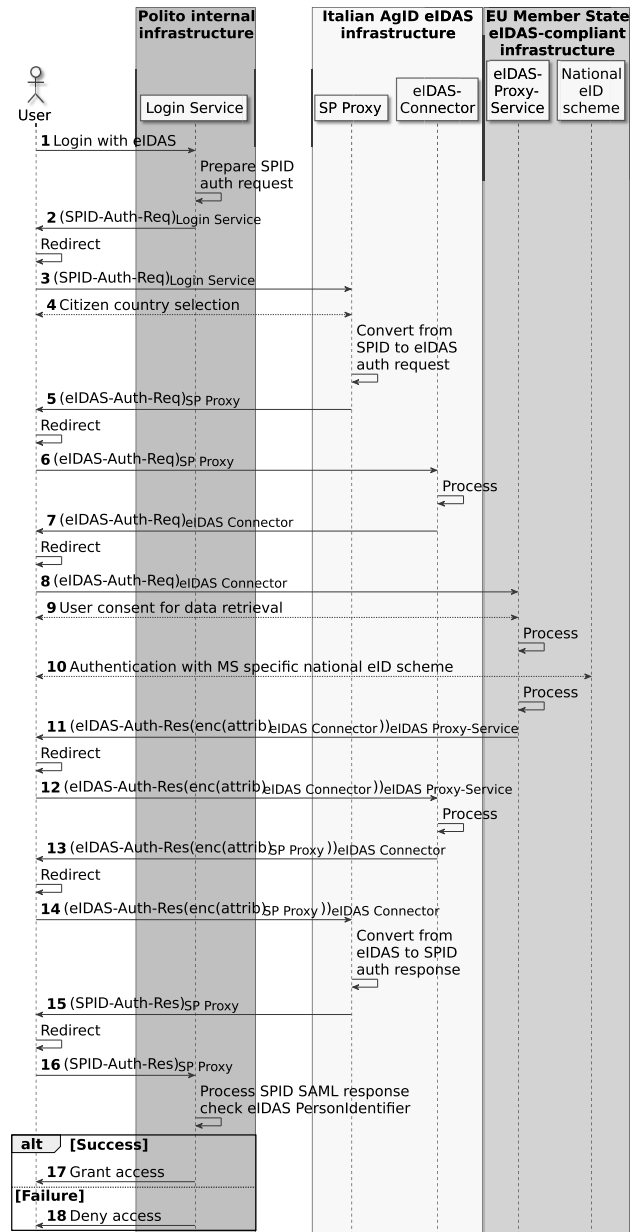 Polito internal
infrastructure
Italian AgID eIDAS
infrastructure
EU Member State
eIDAS-compliant
infrastructure
User
Login Service
SP Proxy
eIDAS-
Connector
eIDAS-
Proxy-
Service
National
eID
scheme
1 Login with eIDAS
Prepare SPID
auth request
2 (SPID-Auth-Req)Login Service
Redirect
3 (SPID-Auth-Req)Login Service
4 Citizen country selection
Convert from
SPID to eIDAS
auth request
5 (eIDAS-Auth-Req)SP Proxy
Redirect
6 (eIDAS-Auth-Req)SP Proxy
Process
7 (eIDAS-Auth-Req)eIDAS Connector
Redirect
8 (eIDAS-Auth-Req)eIDAS Connector
9 User consent for data retrieval
Process
10 Authentication with MS specific national eID scheme
Process
11 (eIDAS-Auth-Res(enc(attrib)eIDAS Connector))eIDAS Proxy-Service
Redirect
12 (eIDAS-Auth-Res(enc(attrib)eIDAS Connector))eIDAS Proxy-Service
Process
13 (eIDAS-Auth-Res(enc(attrib)SP Proxy))eIDAS Connector
Redirect
14 (eIDAS-Auth-Res(enc(attrib)SP Proxy))eIDAS Connector
Convert from
eIDAS to SPID
auth response
15 (SPID-Auth-Res)SP Proxy
Redirect
16 (SPID-Auth-Res)SP Proxy
Process SPID SAML response
check eIDAS PersonIdentifier
alt [Success]
17 Grant access
[Failure]
18 Deny access